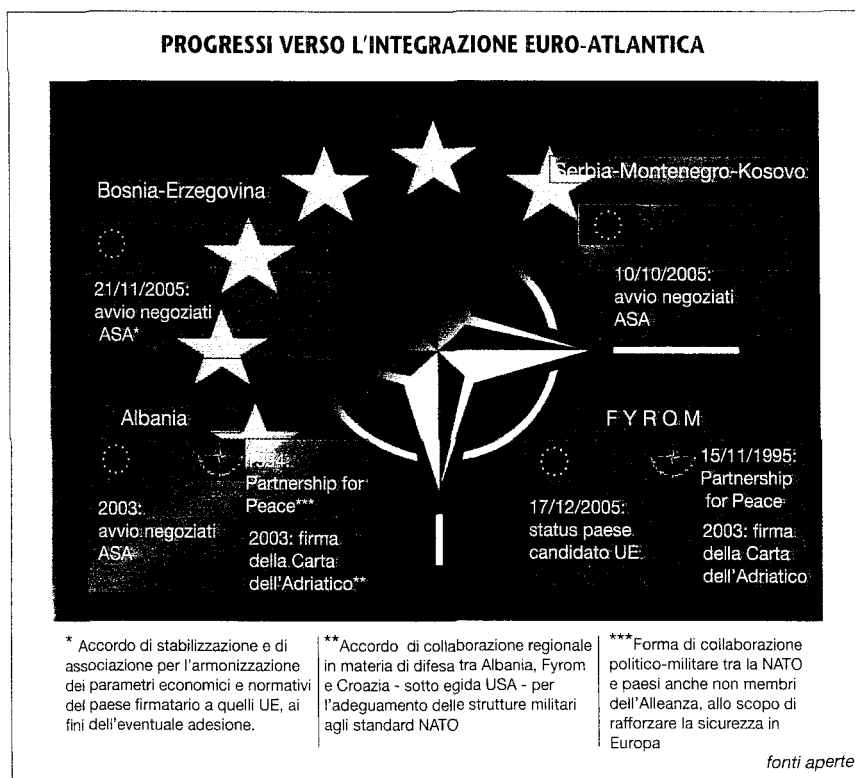 PROGRESSI VERSO L'INTEGRAZIONE EURO-ATLANTICA
Bosnia-Erzegovina
21/11/2005:
avvio negoziati
ASA*
Serbia-Montenegro-Kosovo
10/10/2005:
avvio negoziati
ASA
Albania
2003:
avvio negoziati
ASA
1994:
Partnership for
Peace***
2003: firma
della Carta
dell'Adriatico**
FYROM
17/12/2005:
status paese
candidato UE
15/11/1995:
Partnership
for Peace
2003: firma
della Carta
dell'Adriatico
* Accordo di stabilizzazione e di
associazione per l'armonizzazione
dei parametri economici e normativi
del paese firmatario a quelli UE, ai
fini dell'eventuale adesione.
**Accordo di collaborazione regionale
in materia di difesa tra Albania, Fyrom
e Croazia - sotto egida USA - per
l'adeguamento delle strutture militari
agli standard NATO
***Forma di collaborazione
politico-militare tra la NATO
e paesi anche non membri
dell'Alleanza, allo scopo di
rafforzare la sicurezza in
Europa
fonti aperte